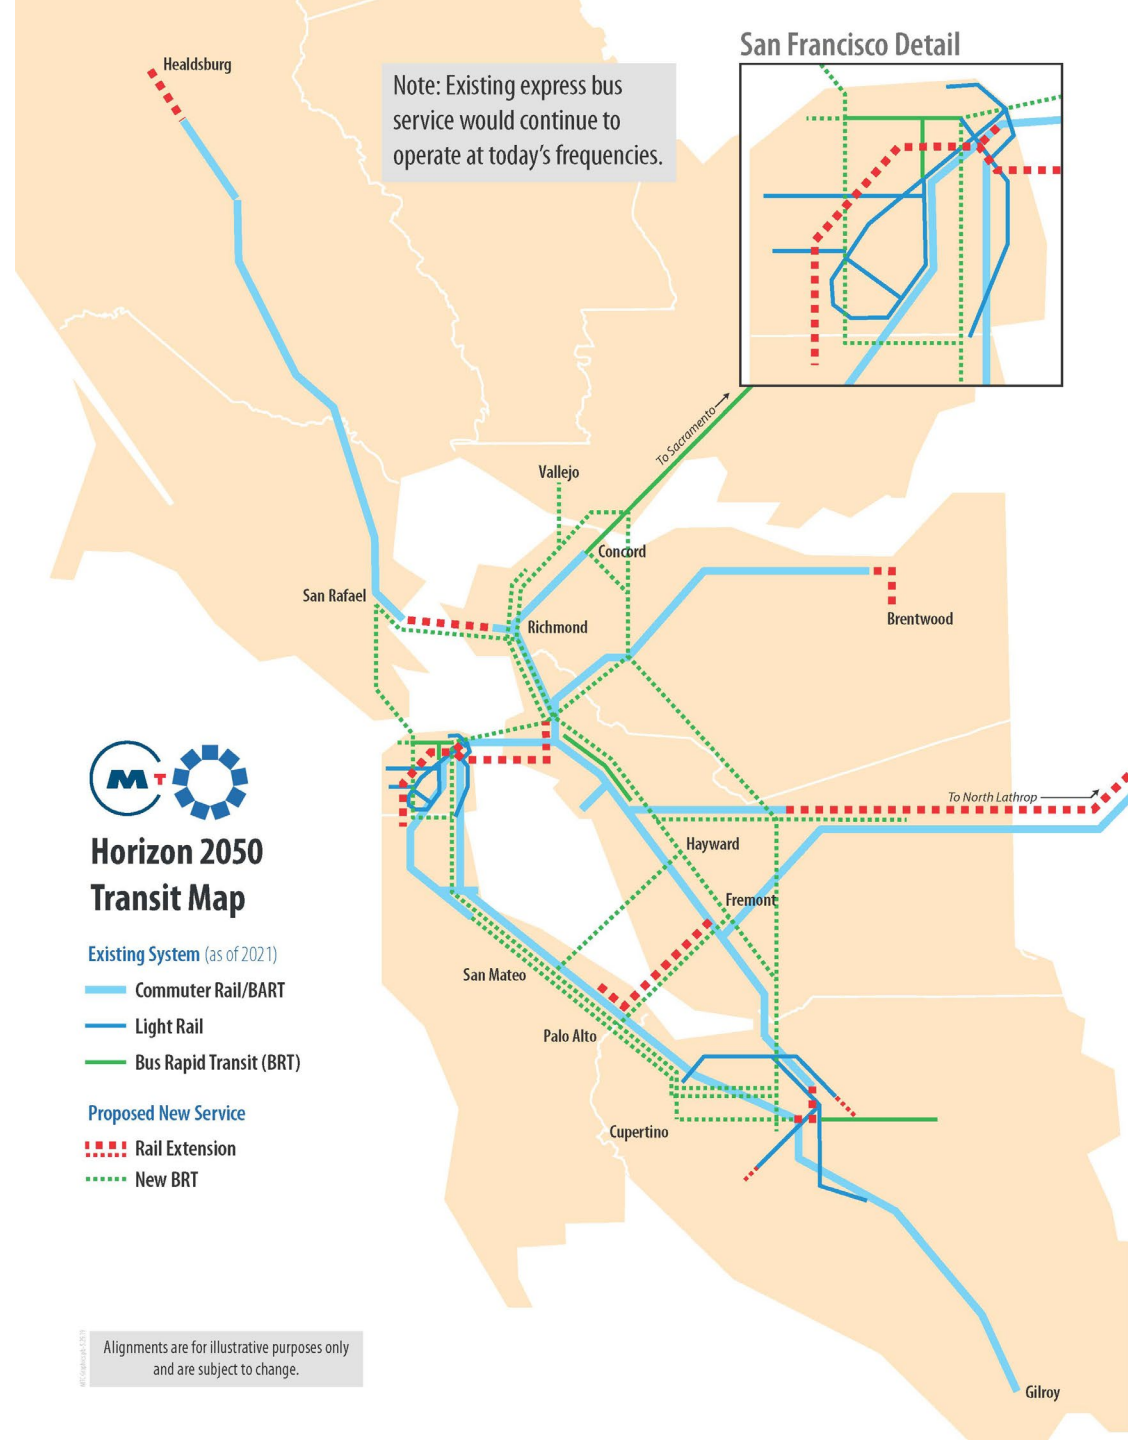 San Francisco Detail
Healdsburg
Note: Existing express bus
service would continue to
operate at today's frequencies.
To Sacramento
Vallejo
Concord
San Rafael
Richmond
Brentwood
M T
To North Lathrop
Horizon 2050
Transit Map
Hayward
Fremont
Existing System (as of 2021)
Commuter Rail/BART
Light Rail
Bus Rapid Transit (BRT)
San Mateo
Palo Alto
Proposed New Service
Rail Extension
New BRT
Cupertino
Alignments are for illustrative purposes only
and are subject to change.
Gilroy